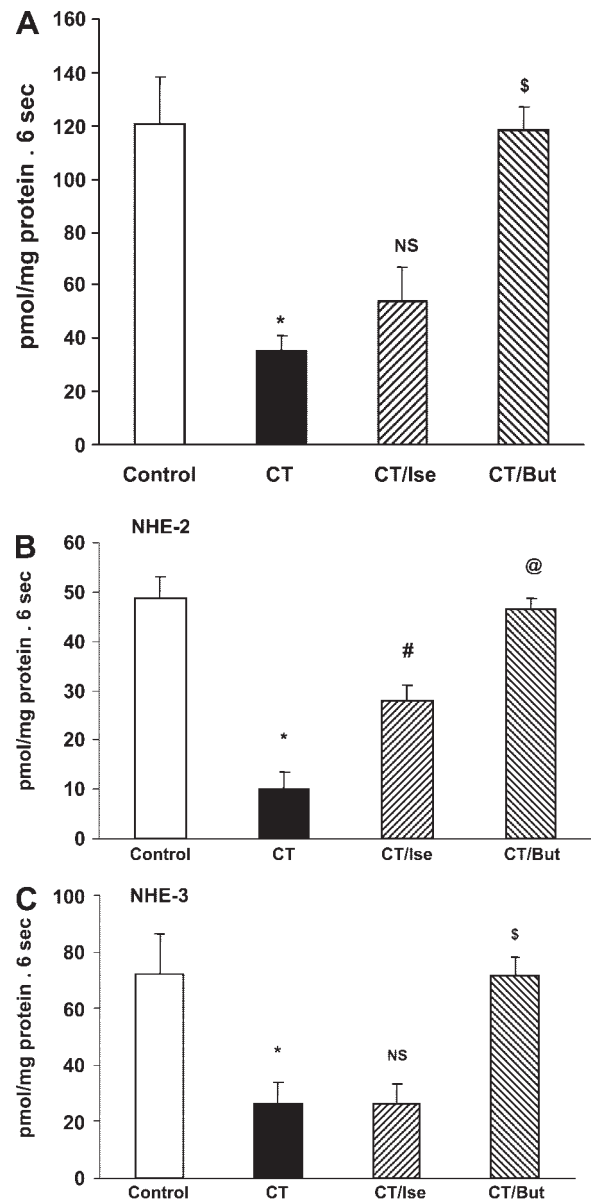 A
pmol/mg protein . 6 sec
160
140
120
100
80
60
40
20
0
*
NS
$
Control CT CT/Ise CT/But
B
NHE-2
pmol/mg protein . 6 sec
60
50
40
30
20
10
0
*
#
@
Control CT CT/Ise CT/But
C
NHE-3
pmol/mg protein . 6 sec
100
80
60
40
20
0
*
NS
$
Control CT CT/Ise CT/But